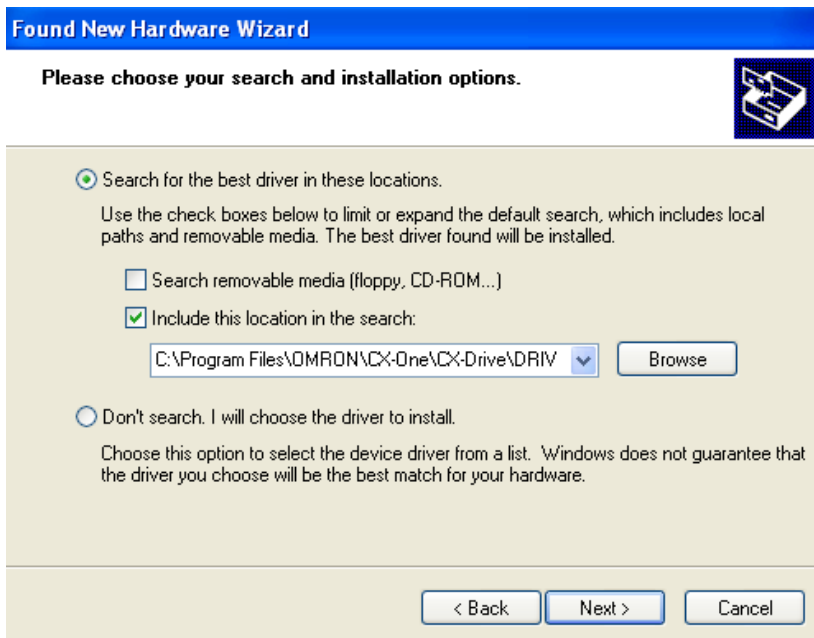 Found New Hardware Wizard
Please choose your search and installation options.
Search for the best driver in these locations.
Use the check boxes below to limit or expand the default search, which includes local
paths and removable media. The best driver found will be installed.
Search removable media (floppy, CD-ROM...)
Include this location in the search:
C:\Program Files\OMRON\CX-One\CX-Drive\DRIV
Browse
Don't search. I will choose the driver to install.
Choose this option to select the device driver from a list. Windows does not guarantee that
the driver you choose will be the best match for your hardware.
< Back
Next >
Cancel